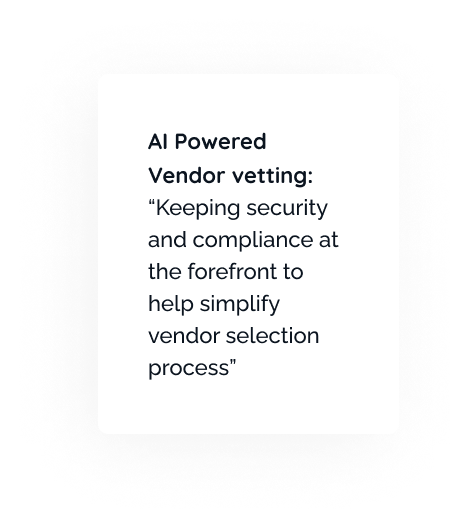 AI Powered
Vendor vetting:
“Keeping security
and compliance at
the forefront to
help simplify
vendor selection
process”